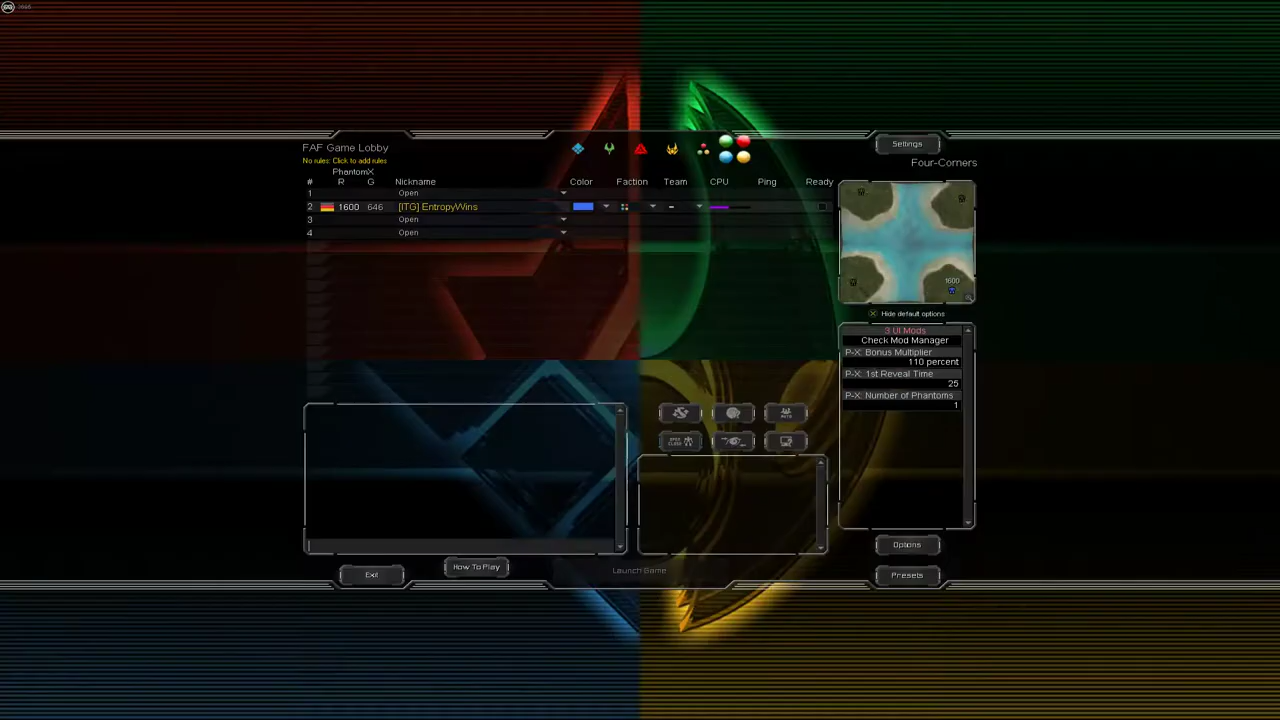 3686
FAF Game Lobby
Settings
No rules: Click to add rules
Four-Corners
PhantomX
# R G Nickname Color Faction Team CPU Ping Ready
1 Open
2 1600 646 [ITG] EntropyWins -
3 Open
4 Open
1600
Hide default options
3 UI Mods
Check Mod Manager
P-X: Bonus Multiplier
110 percent
P-X: 1st Reveal Time
25
P-X: Number of Phantoms
1
Options
How To Play
Launch Game
Exit
Presets